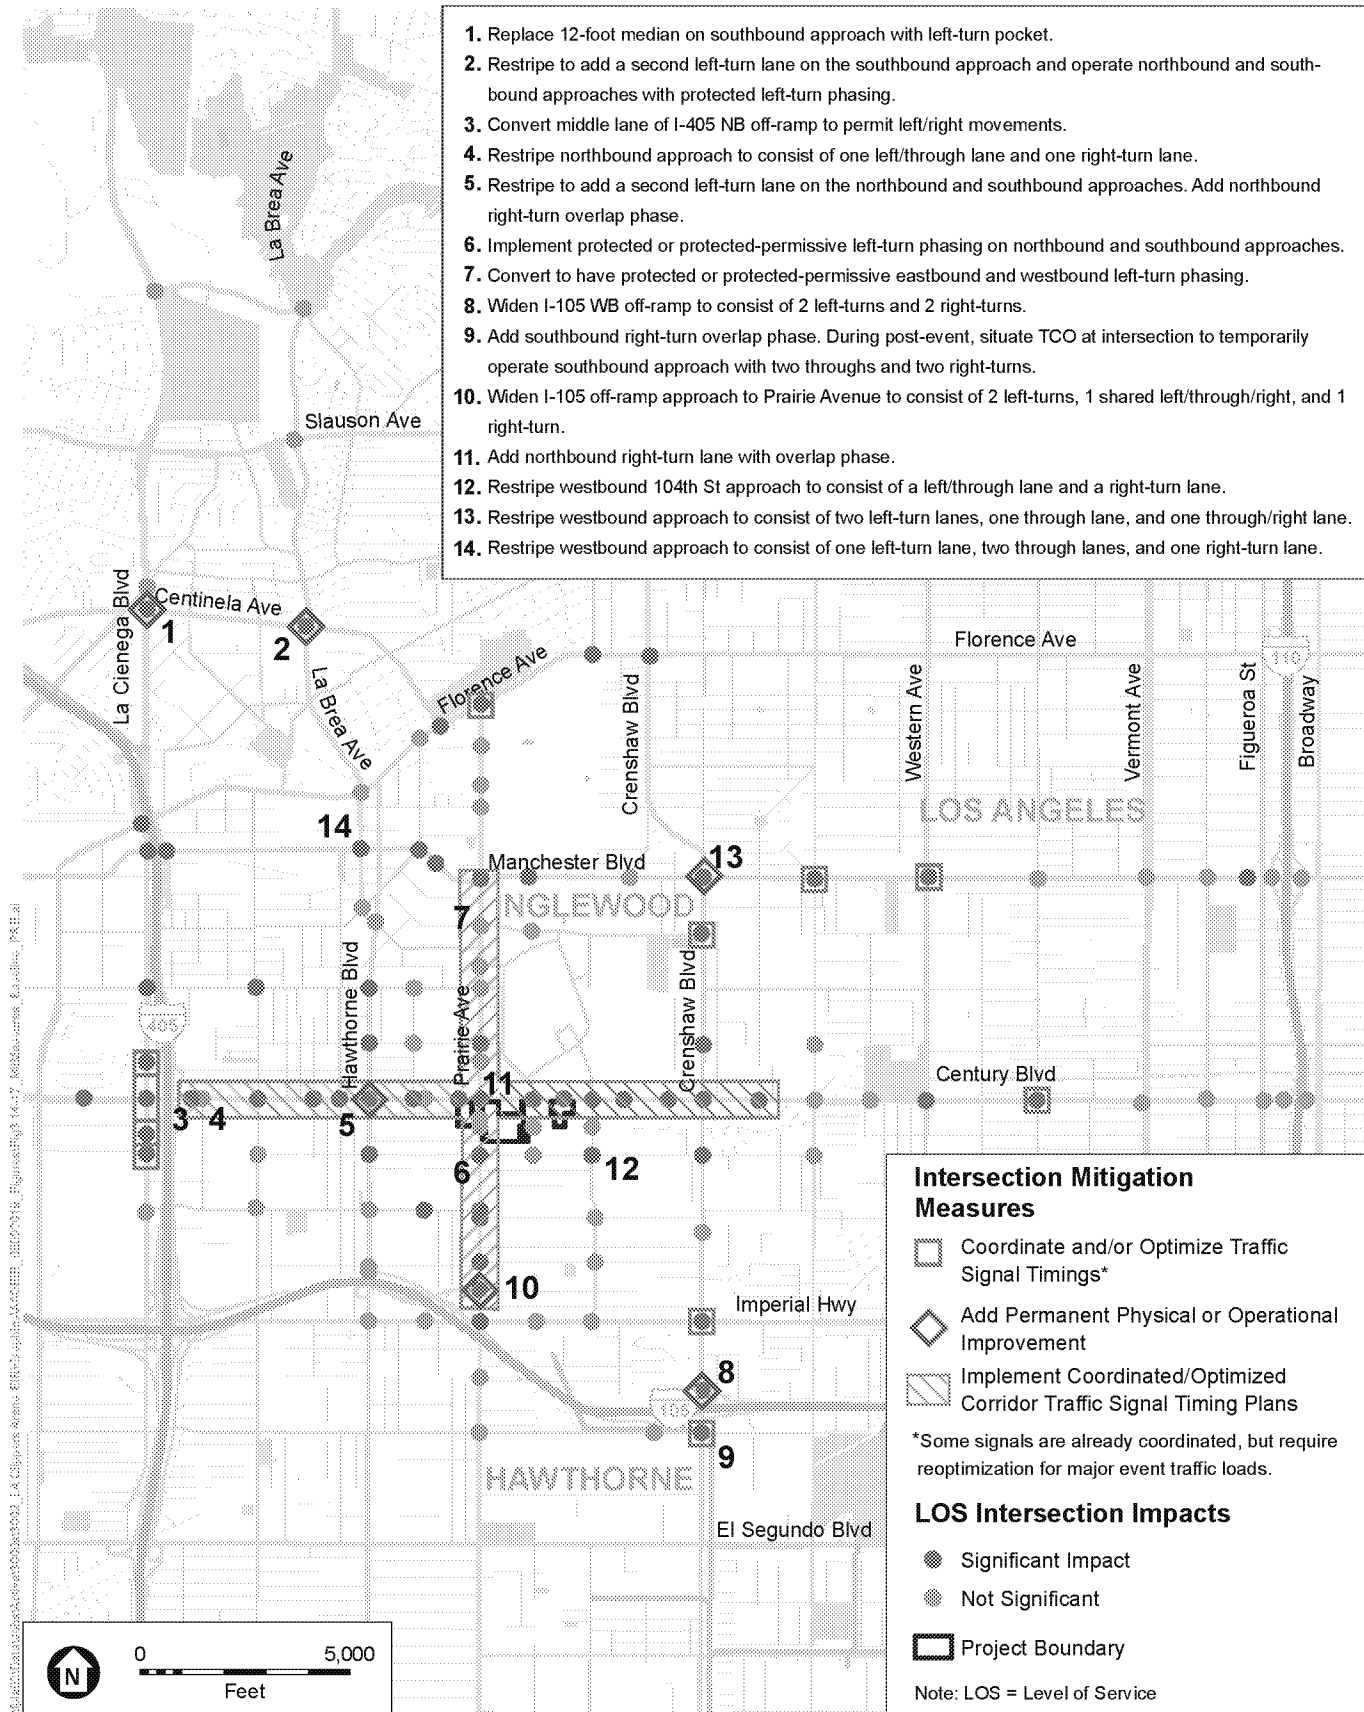 1. Replace 12-foot median on southbound approach with left-turn pocket.
2. Restripe to add a second left-turn lane on the southbound approach and operate northbound and south-
bound approaches with protected left-turn phasing.
3. Convert middle lane of I-405 NB off-ramp to permit left/right movements.
4. Restripe northbound approach to consist of one left/through lane and one right-turn lane.
5. Restripe to add a second left-turn lane on the northbound and southbound approaches. Add northbound
right-turn overlap phase.
6. Implement protected or protected-permissive left-turn phasing on northbound and southbound approaches.
7. Convert to have protected or protected-permissive eastbound and westbound left-turn phasing.
8. Widen I-105 WB off-ramp to consist of 2 left-turns and 2 right-turns.
9. Add southbound right-turn overlap phase. During post-event, situate TCO at intersection to temporarily
operate southbound approach with two throughs and two right-turns.
10. Widen I-105 off-ramp approach to Prairie Avenue to consist of 2 left-turns, 1 shared left/through/right, and 1
right-turn.
11. Add northbound right-turn lane with overlap phase.
12. Restripe westbound 104th St approach to consist of a left/through lane and a right-turn lane.
13. Restripe westbound approach to consist of two left-turn lanes, one through lane, and one through/right lane.
14. Restripe westbound approach to consist of one left-turn lane, two through lanes, and one right-turn lane.
La Brea Ave
Slauson Ave
La Cienega Blvd
Centinela Ave
1
2
La Brea Ave
Florence Ave
Crenshaw Blvd
Florence Ave
Western Ave
Vermont Ave
Figueroa St
110
Broadway
LOS ANGELES
14
Manchester Blvd
13
7
NGLEWOOD
Hawthorne Blvd
Prairie Ave
Crenshaw Blvd
405
Century Blvd
3
4
5
11
6
12
10
Imperial Hwy
8
105
9
HAWTHORNE
El Segundo Blvd
Intersection Mitigation
Measures
Coordinate and/or Optimize Traffic
Signal Timings*
Add Permanent Physical or Operational
Improvement
Implement Coordinated/Optimized
Corridor Traffic Signal Timing Plans
*Some signals are already coordinated, but require
reoptimization for major event traffic loads.
LOS Intersection Impacts
Significant Impact
Not Significant
Project Boundary
Note: LOS = Level of Service
N
0
5,000
Feet